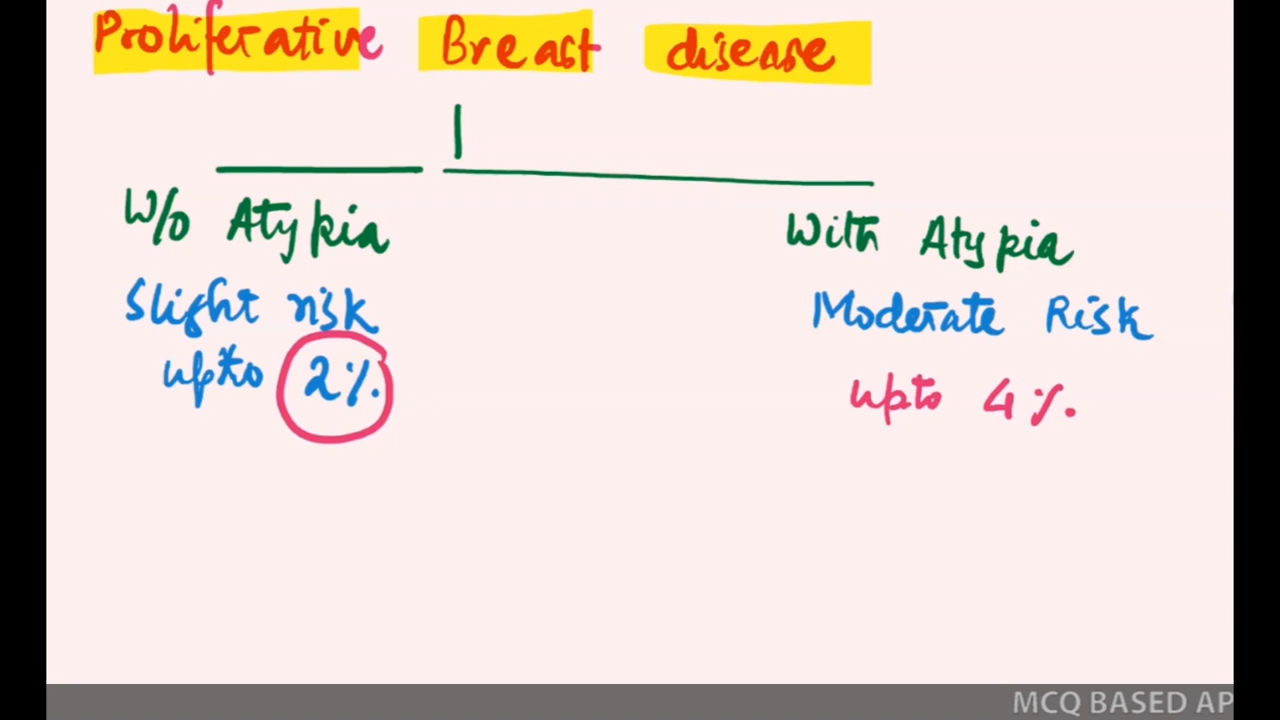 Proliferative Breast disease
W/o Atypia
With Atypia
Slight risk
Moderate Risk
upto 2%.
upto 4%.
MCQ BASED AP